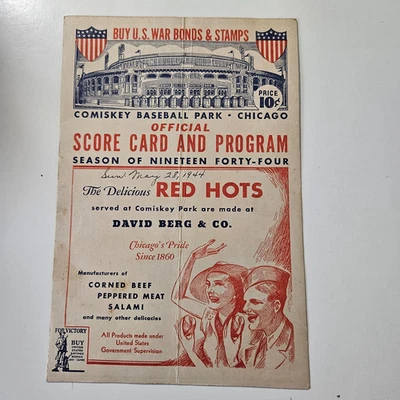 BUY U.S. WAR BONDS & STAMPS
PRICE
10¢
COMISKEY BASEBALL PARK · CHICAGO
OFFICIAL
SCORE CARD AND PROGRAM
SEASON OF NINETEEN FORTY-FOUR
Sun May 28, 1944
The Delicious RED HOTS
served at Comiskey Park are made at
DAVID BERG & CO.
Chicago's Pride
Since 1860
Manufacturers of
CORNED BEEF
PEPPERED MEAT
SALAMI
and many other delicacies
FOR VICTORY
BUY
UNITED
STATES
All Products made under
United States
Government Supervision